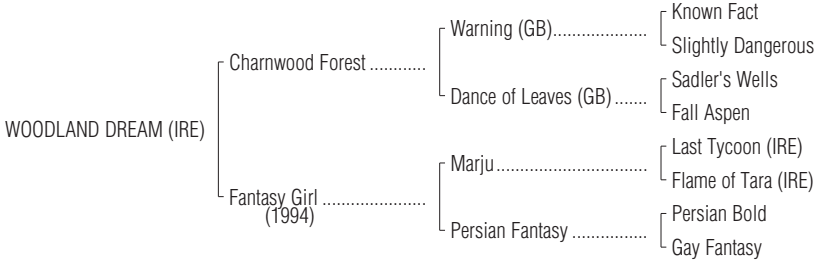 Known Fact
Warning (GB)....................
Slightly Dangerous
Charnwood Forest ............
Sadler's Wells
Dance of Leaves (GB) .......
Fall Aspen
WOODLAND DREAM (IRE)
Last Tycoon (IRE)
Marju................................
Flame of Tara (IRE)
Fantasy Girl ......................
(1994)
Persian Bold
Persian Fantasy ................
Gay Fantasy